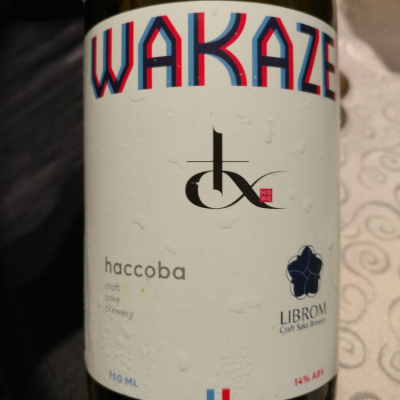 WAKAZE
haccoba
craft
sake
brewery
LIBROM
Craft Sake Brewery
750 ML
14% ABV